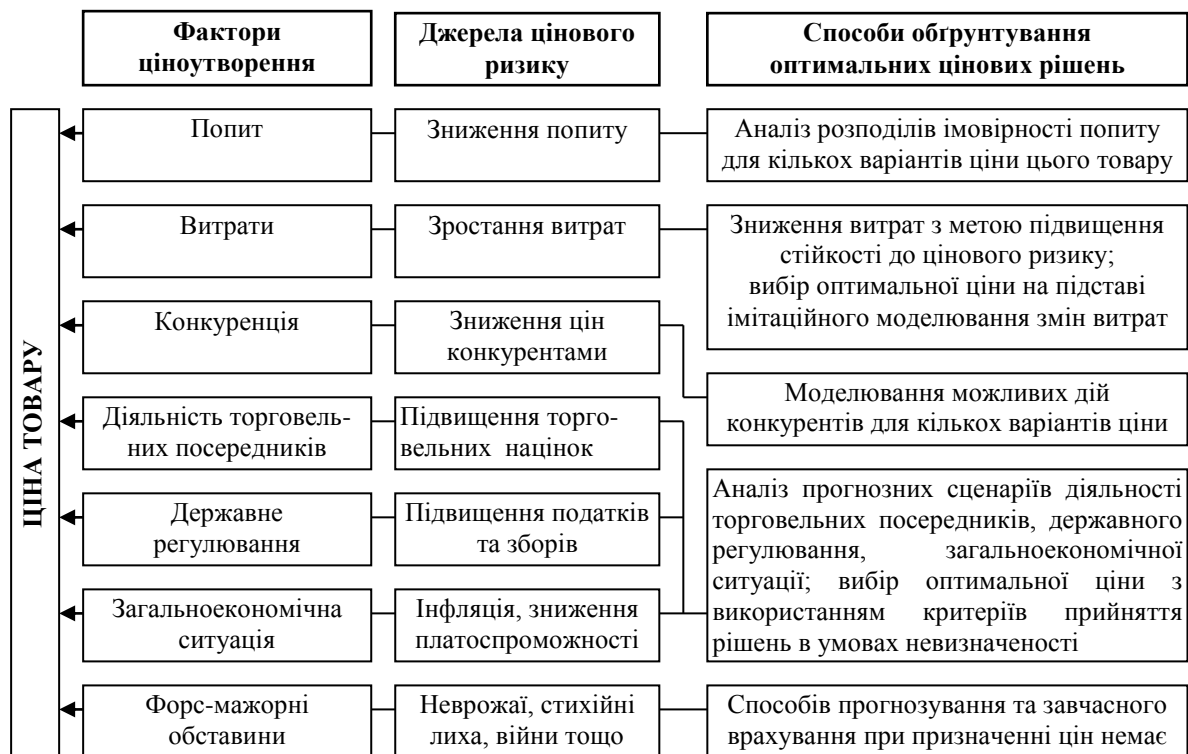 Фактори
ціноутворення
Джерела цінового
ризику
Способи обґрунтування
оптимальних цінових рішень
ЦІНА ТОВАРУ
Попит
Зниження попиту
Аналіз розподілів імовірності попиту
для кількох варіантів ціни цього товару
Витрати
Зростання витрат
Зниження витрат з метою підвищення
стійкості до цінового ризику;
вибір оптимальної ціни на підставі
імітаційного моделювання змін витрат
Конкуренція
Зниження цін
конкурентами
Моделювання можливих дій
конкурентів для кількох варіантів ціни
Діяльність торговель-
них посередників
Підвищення торго-
вельних націнок
Державне
регулювання
Підвищення податків
та зборів
Аналіз прогнозних сценаріїв діяльності
торговельних посередників, державного
регулювання, загальноекономічної
ситуації; вибір оптимальної ціни з
використанням критеріїв прийняття
рішень в умовах невизначеності
Загальноекономічна
ситуація
Інфляція, зниження
платоспроможності
Форс-мажорні
обставини
Неврожаї, стихійні
лиха, війни тощо
Способів прогнозування та завчасного
врахування при призначенні цін немає